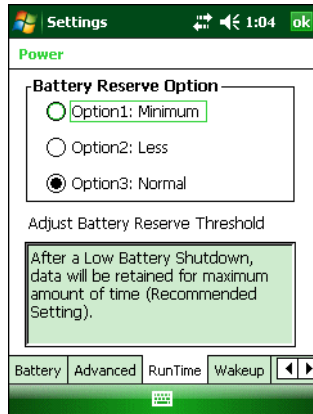 Settings 1:04 ok
Power
Battery Reserve Option
Option1: Minimum
Option2: Less
Option3: Normal
Adjust Battery Reserve Threshold
After a Low Battery Shutdown,
data will be retained for maximum
amount of time (Recommended
Setting).
Battery Advanced RunTime Wakeup